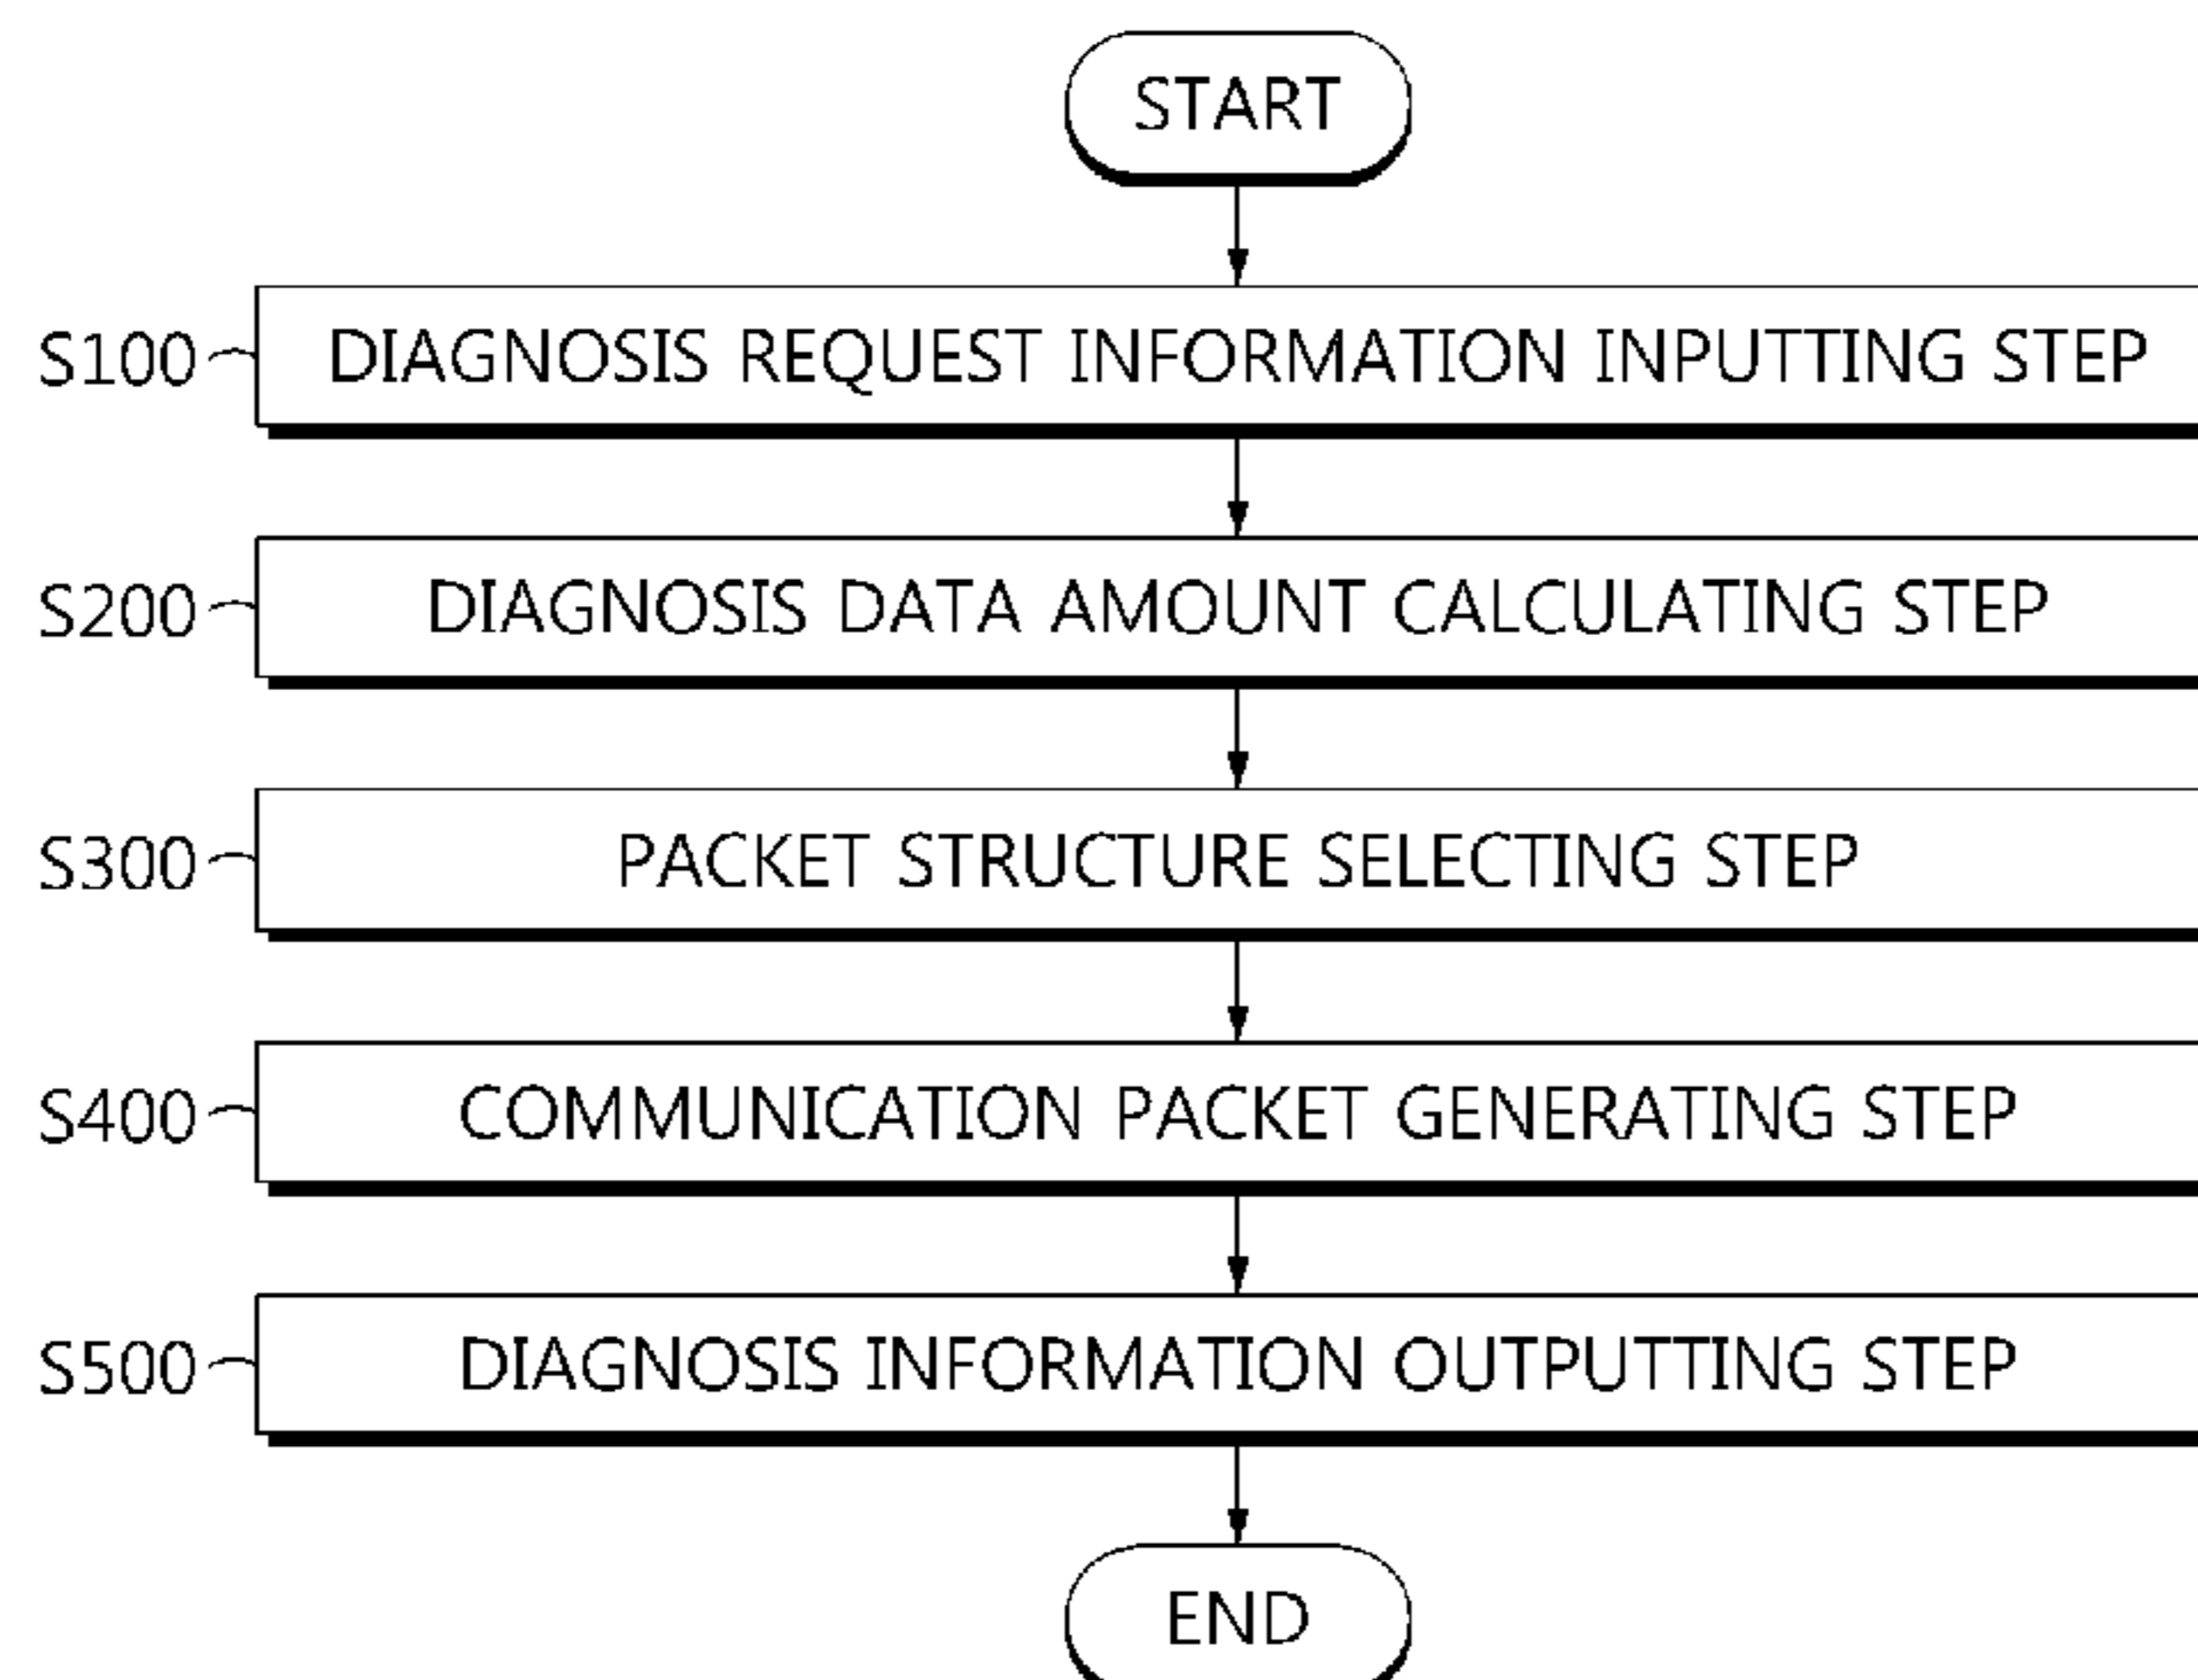 START
S100 DIAGNOSIS REQUEST INFORMATION INPUTTING STEP
S200 DIAGNOSIS DATA AMOUNT CALCULATING STEP
S300 PACKET STRUCTURE SELECTING STEP
S400 COMMUNICATION PACKET GENERATING STEP
S500 DIAGNOSIS INFORMATION OUTPUTTING STEP
END